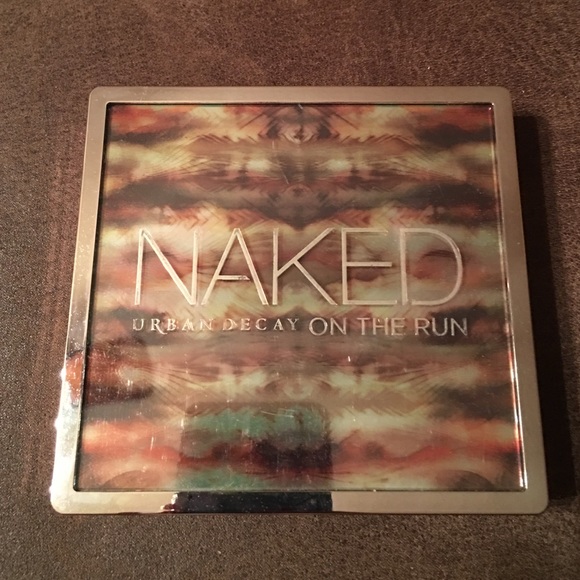 NAKED
URBAN DECAY ON THE RUN